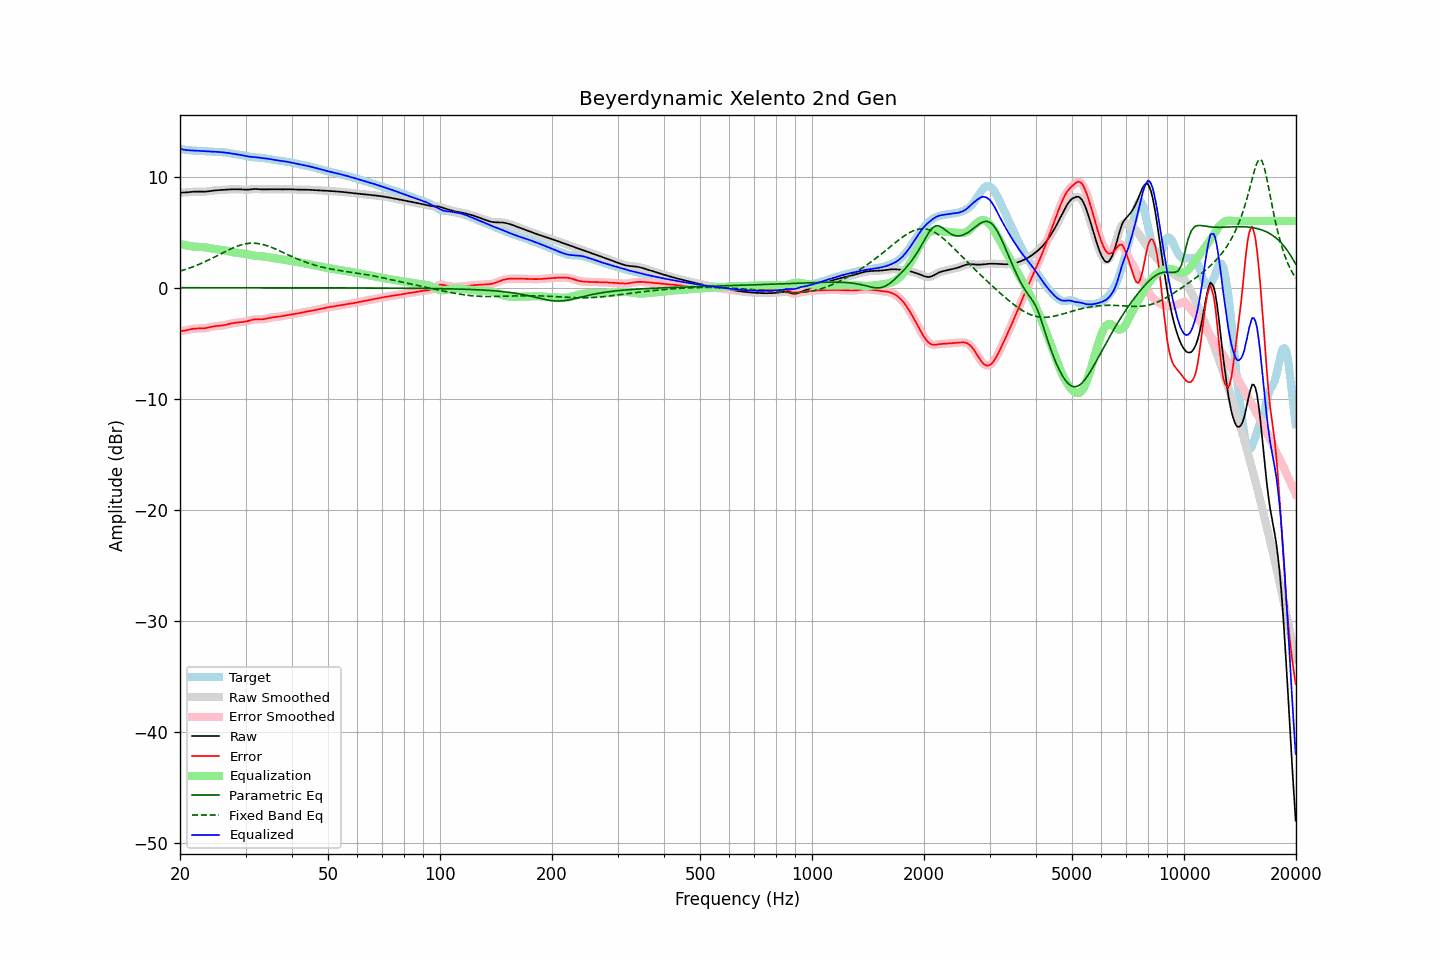 Beyerdynamic Xelento 2nd Gen
Amplitude (dBr)
10
0
−10
−20
−30
−40
−50
Target
Raw Smoothed
Error Smoothed
Raw
Error
Equalization
Parametric Eq
Fixed Band Eq
Equalized
20 50 100 200 500 1000 2000 5000 10000 20000
Frequency (Hz)